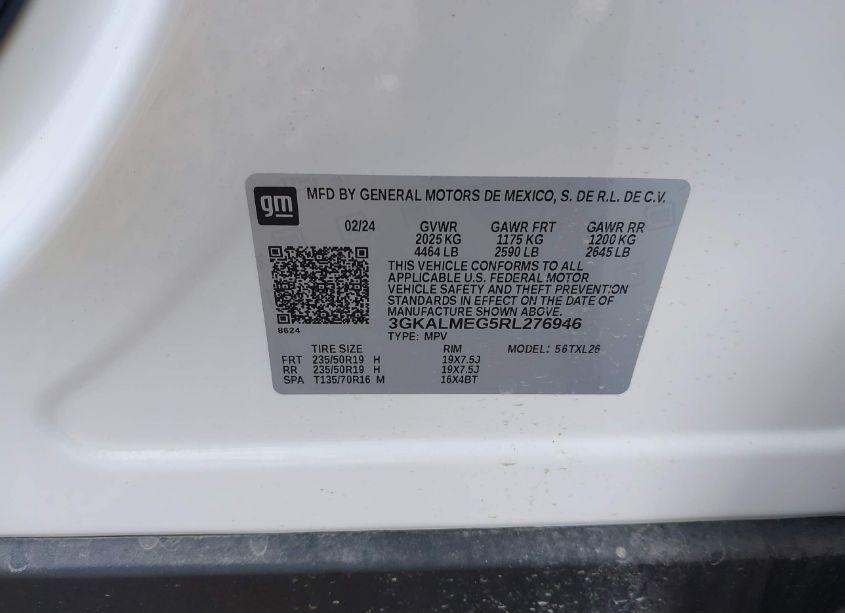 gm MFD BY GENERAL MOTORS DE MEXICO, S. DE R.L. DE C.V.
02/24 GVWR GAWR FRT GAWR RR
2025 KG 1175 KG 1200 KG
4464 LB 2590 LB 2645 LB
THIS VEHICLE CONFORMS TO ALL
APPLICABLE U.S. FEDERAL MOTOR
VEHICLE SAFETY AND THEFT PREVENTION
STANDARDS IN EFFECT ON THE DATE OF
MANUFACTURE SHOWN ABOVE.
8624
3GKALMEG5RL276946
TYPE: MPV
TIRE SIZE RIM MODEL: 56TXL26
FRT 235/50R19 H 19X7.5J
RR 235/50R19 H 19X7.5J
SPA T135/70R16 M 16X4BT